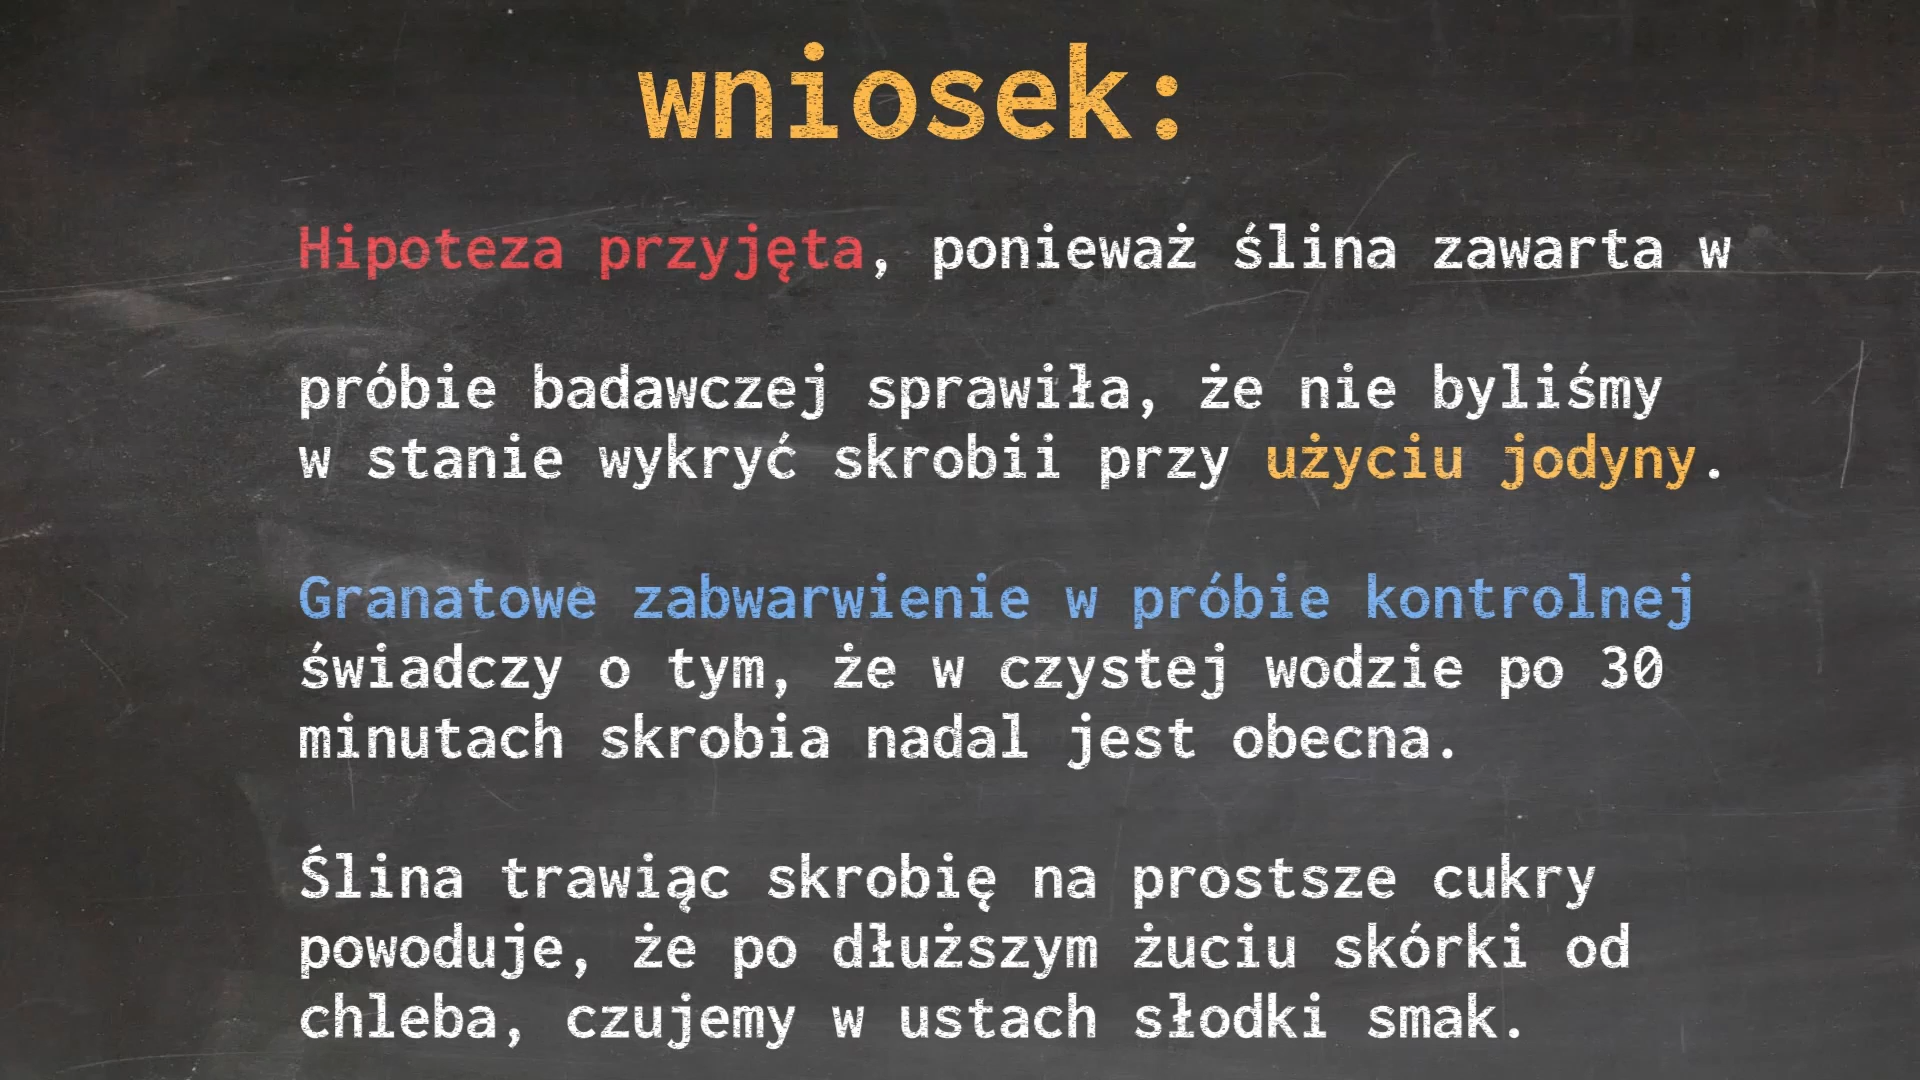 wniosek:
Hipoteza przyjęta, ponieważ ślina zawarta w
próbie badawczej sprawiła, że nie byliśmy
w stanie wykryć skrobii przy użyciu jodyny.
Granatowe zabwarwienie w próbie kontrolnej
świadczy o tym, że w czystej wodzie po 30
minutach skrobia nadal jest obecna.
Ślina trawiąc skrobię na prostsze cukry
powoduje, że po dłuższym żuciu skórki od
chleba, czujemy w ustach słodki smak.